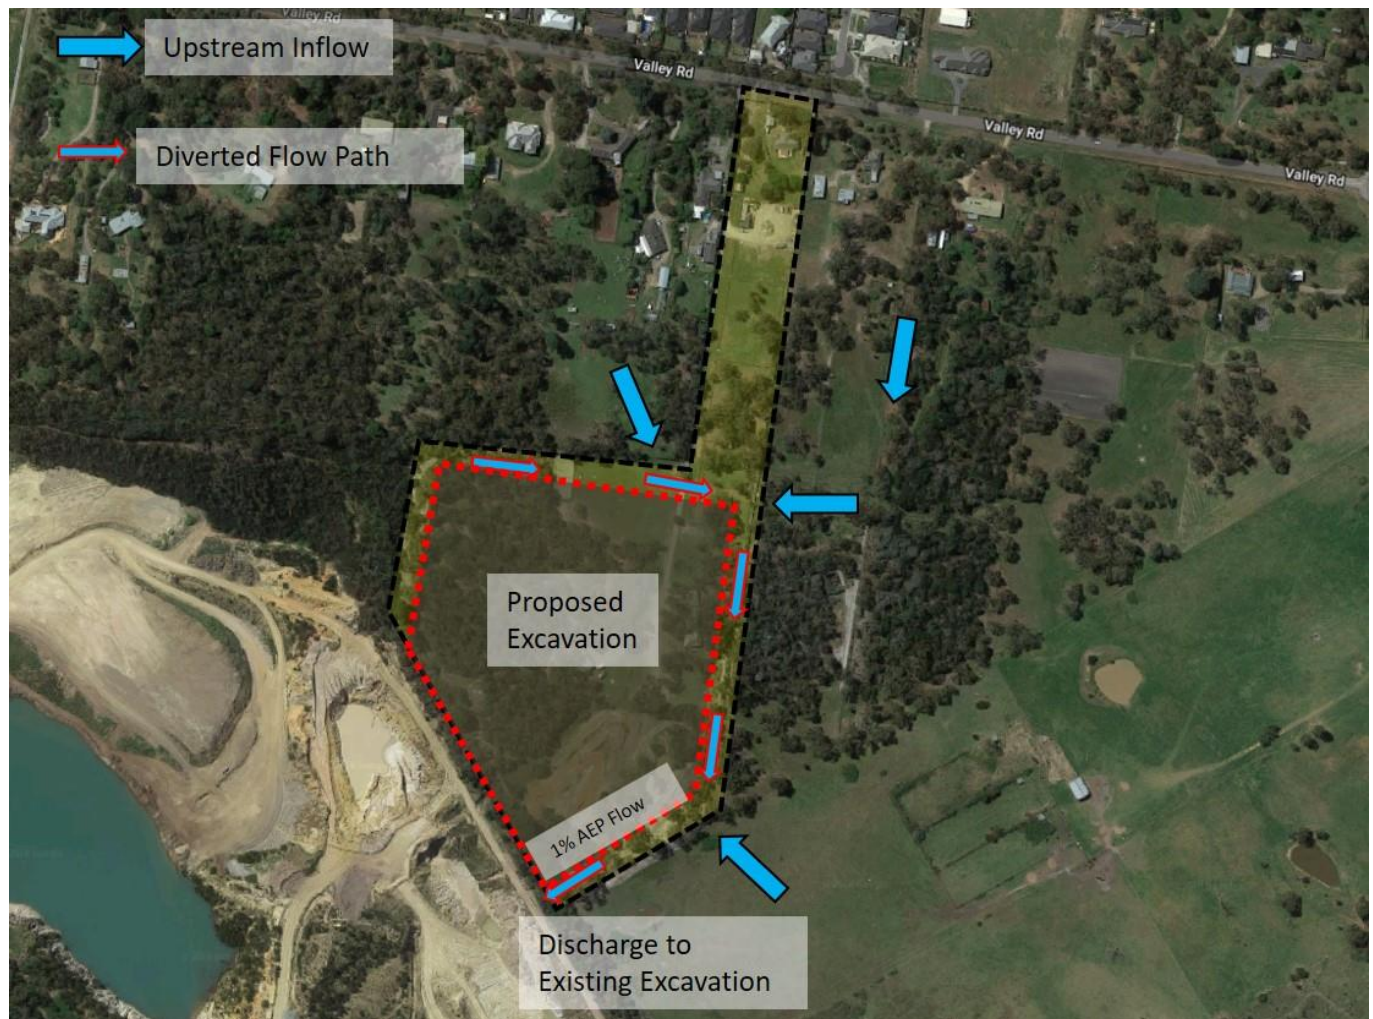 Valley Rd
Upstream Inflow
Valley Rd
Valley Rd
Diverted Flow Path
Valley Rd
Proposed
Excavation
1% AEP Flow
Discharge to
Existing Excavation